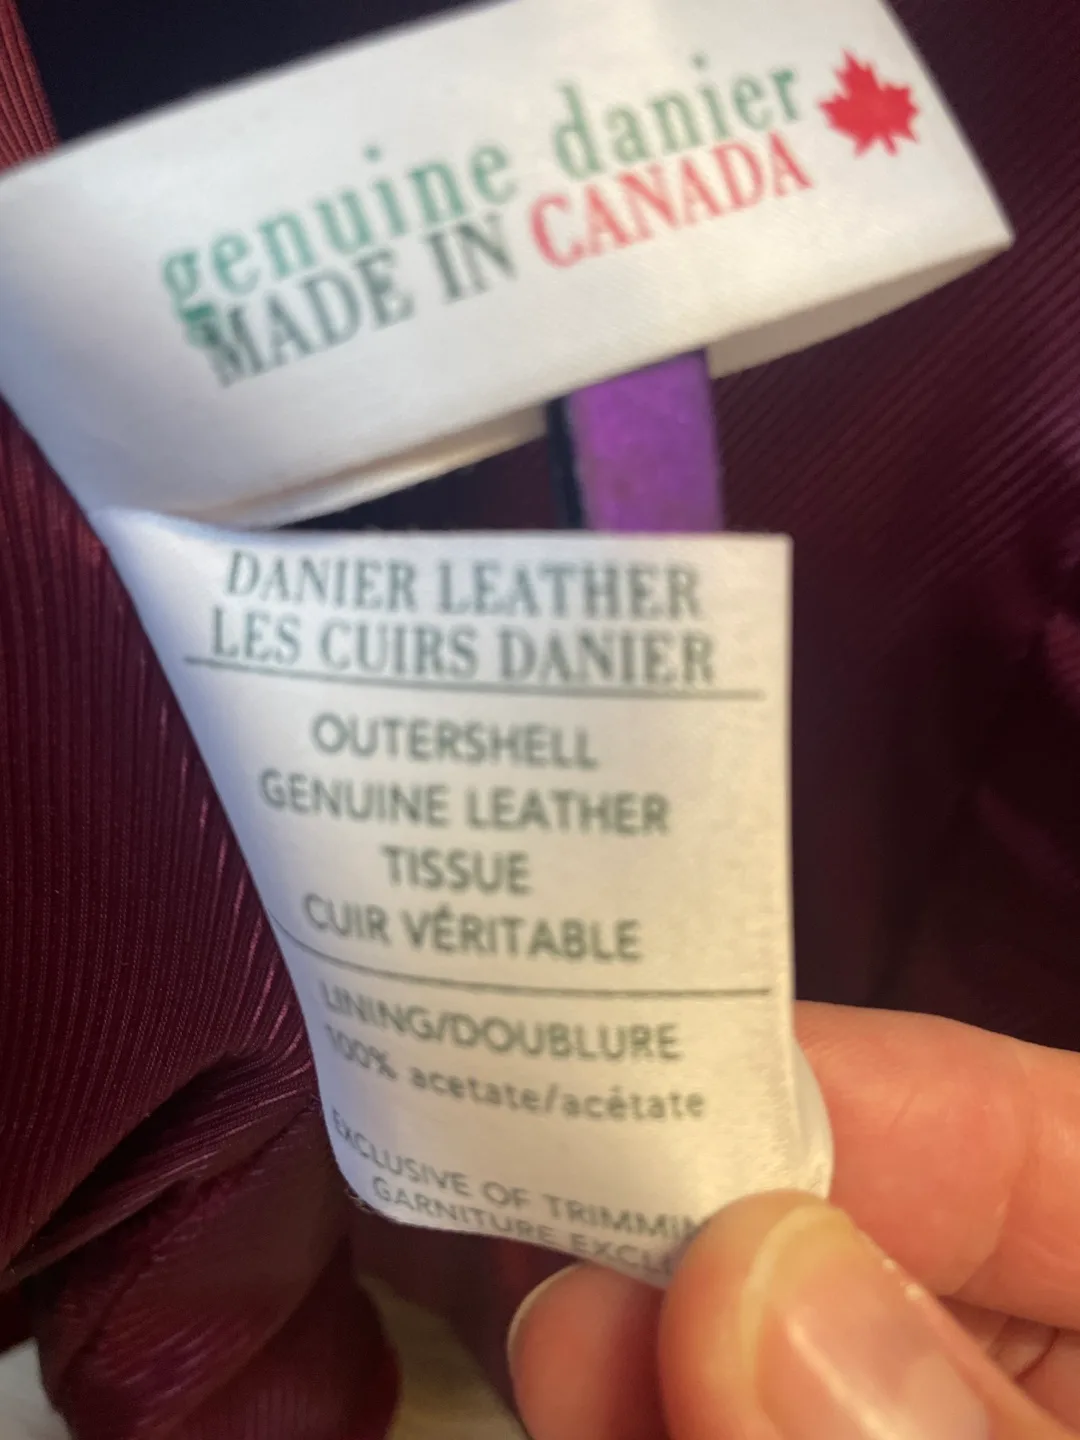 genuine danier
MADE IN CANADA
DANIER LEATHER
LES CUIRS DANIER
OUTERSHELL
GENUINE LEATHER
TISSUE
CUIR VÉRITABLE
LINING/DOUBLURE
100% acetate/acétate
EXCLUSIVE OF
GARNITURE